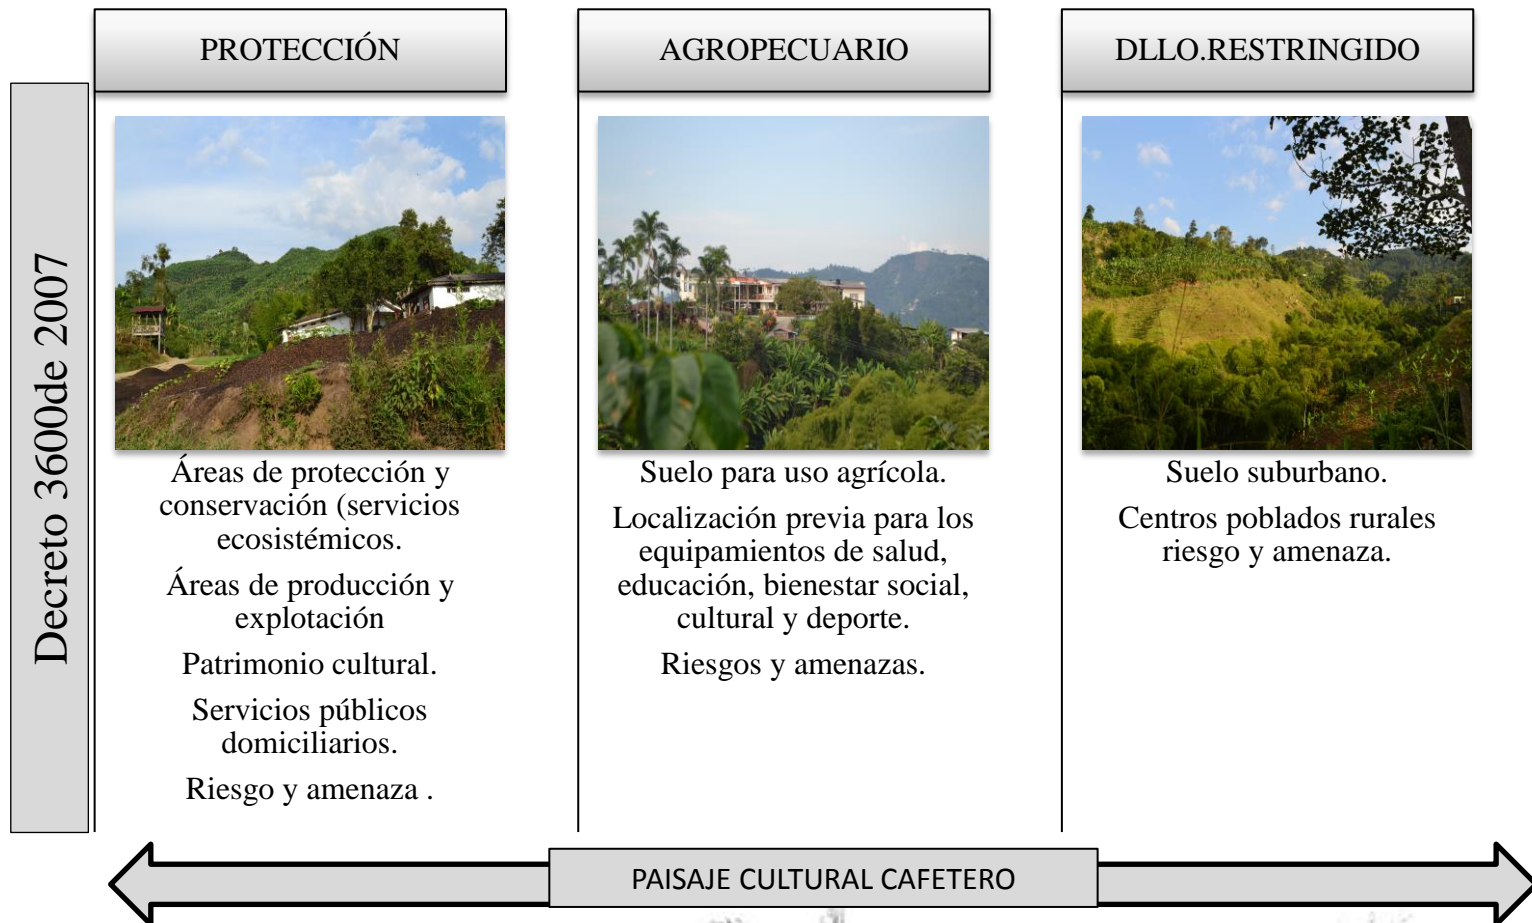 PROTECCIÓN
AGROPECUARIO
DLLO.RESTRINGIDO
Decreto 3600de 2007
Áreas de protección y
conservación (servicios
ecosistémicos.
Áreas de producción y
explotación
Patrimonio cultural.
Servicios públicos
domiciliarios.
Riesgo y amenaza .
Suelo para uso agrícola.
Localización previa para los
equipamientos de salud,
educación, bienestar social,
cultural y deporte.
Riesgos y amenazas.
Suelo suburbano.
Centros poblados rurales
riesgo y amenaza.
PAISAJE CULTURAL CAFETERO